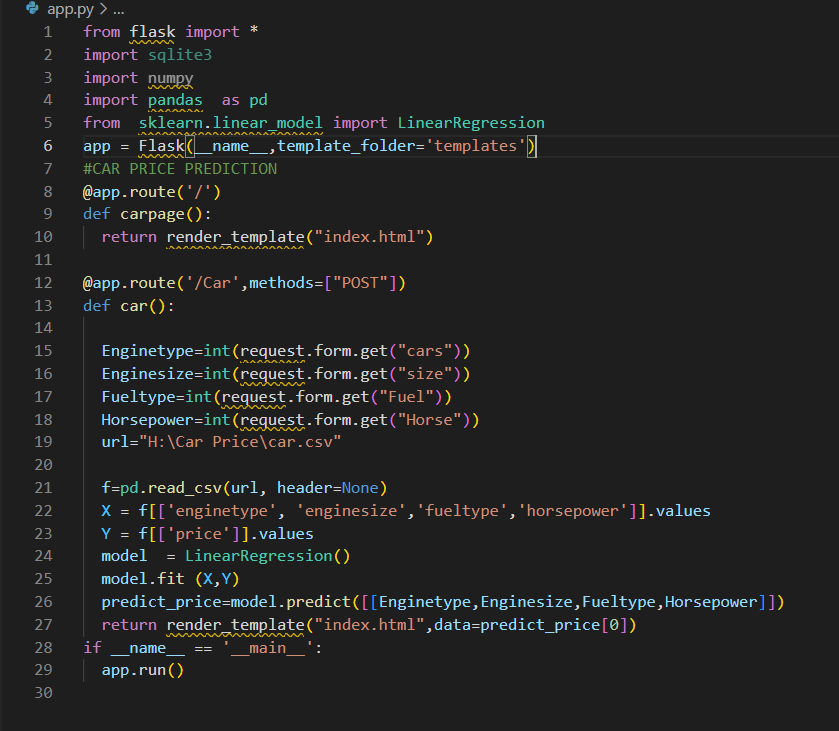 app.py > ...
1 from flask import *
2 import sqlite3
3 import numpy
4 import pandas  as pd
5 from  sklearn.linear_model import LinearRegression
6 app = Flask(__name__,template_folder='templates')
7 #CAR PRICE PREDICTION
8 @app.route('/')
9 def carpage():
10   return render_template("index.html")
11
12 @app.route('/Car',methods=["POST"])
13 def car():
14
15   Enginetype=int(request.form.get("cars"))
16   Enginesize=int(request.form.get("size"))
17   Fueltype=int(request.form.get("Fuel"))
18   Horsepower=int(request.form.get("Horse"))
19   url="H:\Car Price\car.csv"
20
21   f=pd.read_csv(url, header=None)
22   X = f[['enginetype', 'enginesize','fueltype','horsepower']].values
23   Y = f[['price']].values
24   model  = LinearRegression()
25   model.fit (X,Y)
26   predict_price=model.predict([[Enginetype,Enginesize,Fueltype,Horsepower]])
27   return render_template("index.html",data=predict_price[0])
28 if __name__ == '__main__':
29   app.run()
30